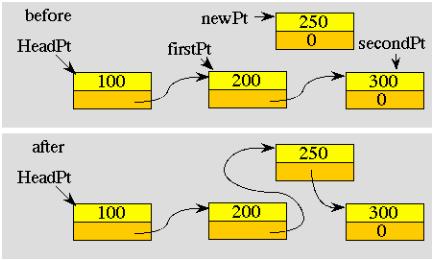 before
newPt
250
0
HeadPt
firstPt
secondPt
100
200
300
0
after
HeadPt
250
100
200
300
0